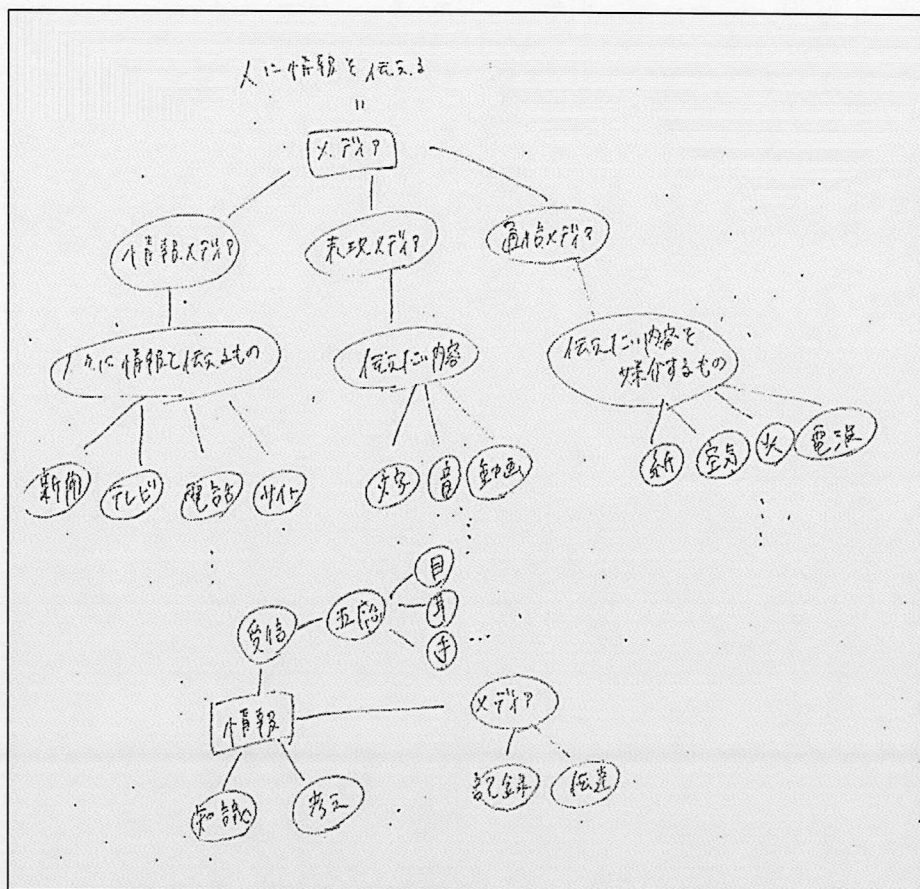 人に情報を伝える
=
メディア
情報メディア
表現メディア
通信メディア
人々に情報を伝えるもの
伝えたい内容
伝えたい内容を
媒介するもの
新聞
テレビ
電話
サイト
文字
音
動画
紙
空気
火
電波
目
受信
五感
耳
手
情報
メディア
知識
考え
記録
伝達